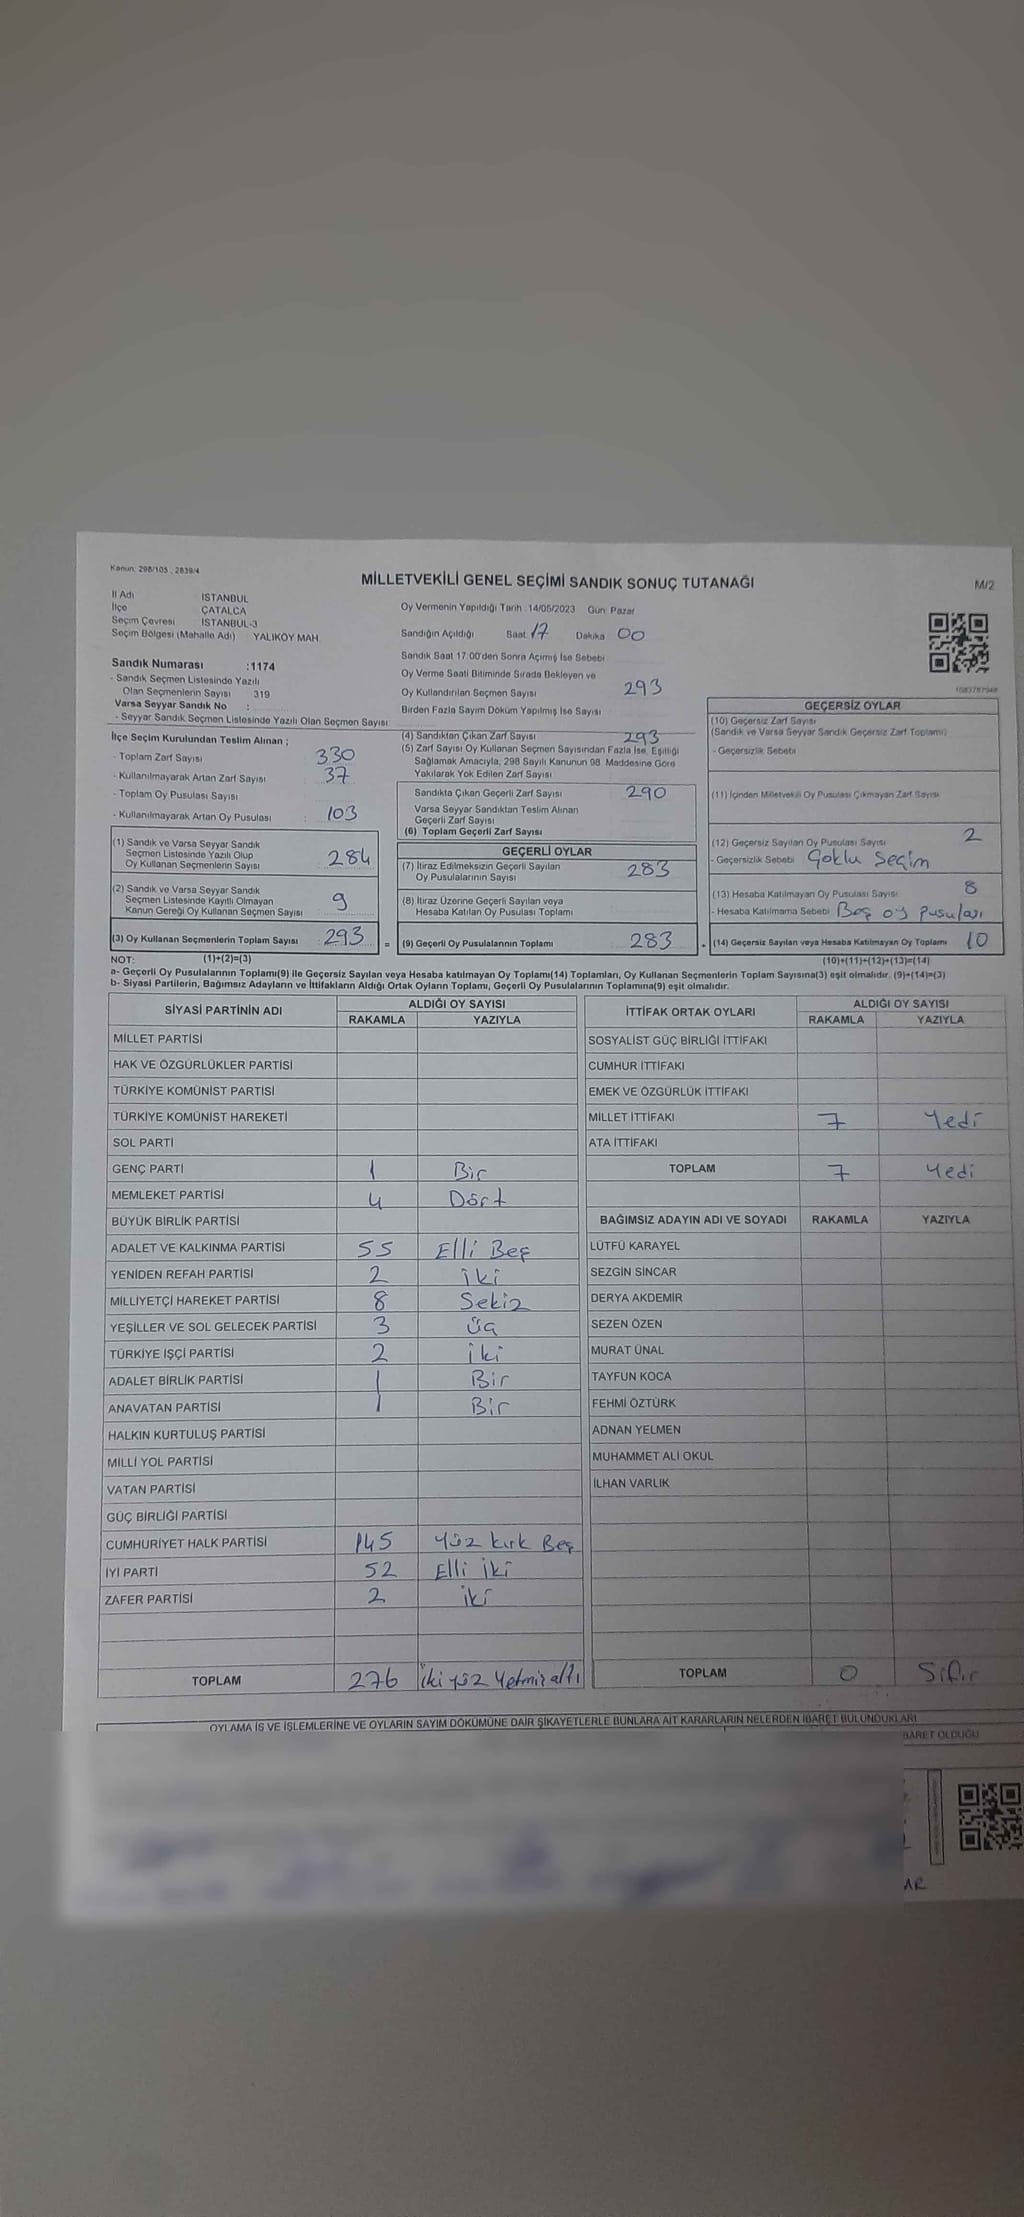 Kanun: 298/105 ; 2839/4
MİLLETVEKİLİ GENEL SEÇİMİ SANDIK SONUÇ TUTANAĞI
M/2
İl Adı İSTANBUL
İlçe ÇATALCA
Seçim Çevresi İSTANBUL-3
Seçim Bölgesi (Mahalle Adı) YALIKÖY MAH.
Oy Vermenin Yapıldığı Tarih : 14/05/2023 Gün: Pazar
Sandığın Açıldığı Saat 17 Dakika 00
Sandık Saat 17:00'den Sonra Açımış İse Sebebi
Oy Verme Saati Bitiminde Sırada Bekleyen ve
Oy Kullandırılan Seçmen Sayısı 293
Birden Fazla Sayım Döküm Yapılmış İse Sayısı
Sandık Numarası :1174
- Sandık Seçmen Listesinde Yazılı
Olan Seçmenlerin Sayısı 319
Varsa Seyyar Sandık No :
- Seyyar Sandık Seçmen Listesinde Yazılı Olan Seçmen Sayısı
İlçe Seçim Kurulundan Teslim Alınan ;
- Toplam Zarf Sayısı 330
- Kullanılmayarak Artan Zarf Sayısı 37
- Toplam Oy Pusulası Sayısı
- Kullanılmayarak Artan Oy Pusulası : 103
(1) Sandık ve Varsa Seyyar Sandık
Seçmen Listesinde Yazılı Olup
Oy Kullanan Seçmenlerin Sayısı 284
(2) Sandık ve Varsa Seyyar Sandık
Seçmen Listesinde Kayıtlı Olmayan
Kanun Gereği Oy Kullanan Seçmen Sayısı 9
(3) Oy Kullanan Seçmenlerin Toplam Sayısı 293 =
(4) Sandıktan Çıkan Zarf Sayısı 293
(5) Zarf Sayısı Oy Kullanan Seçmen Sayısından Fazla İse, Eşitliği
Sağlamak Amacıyla, 298 Sayılı Kanunun 98. Maddesine Göre
Yakılarak Yok Edilen Zarf Sayısı
Sandıkta Çıkan Geçerli Zarf Sayısı 290
Varsa Seyyar Sandıktan Teslim Alınan
Geçerli Zarf Sayısı
(6) Toplam Geçerli Zarf Sayısı
GEÇERLİ OYLAR
(7) İtiraz Edilmeksizin Geçerli Sayılan
Oy Pusulalarının Sayısı 283
(8) İtiraz Üzerine Geçerli Sayılan veya
Hesaba Katılan Oy Pusulası Toplamı
(9) Geçerli Oy Pusulalarının Toplamı 283
GEÇERSİZ OYLAR
(10) Geçersiz Zarf Sayısı
(Sandık ve Varsa Seyyar Sandık Geçersiz Zarf Toplamı)
- Geçersizlik Sebebi
(11) İçinden Milletvekili Oy Pusulası Çıkmayan Zarf Sayısı
(12) Geçersiz Sayılan Oy Pusulası Sayısı 2
- Geçersizlik Sebebi Çoklu Seçim
(13) Hesaba Katılmayan Oy Pusulası Sayısı 8
- Hesaba Katılmama Sebebi Boş oy pusulası
(14) Geçersiz Sayılan veya Hesaba Katılmayan Oy Toplamı 10
NOT: (1)+(2)=(3) (10)+(11)+(12)+(13)=(14)
a- Geçerli Oy Pusulalarının Toplamı(9) ile Geçersiz Sayılan veya Hesaba katılmayan Oy Toplamı(14) Toplamları, Oy Kullanan Seçmenlerin Toplam Sayısına(3) eşit olmalıdır. (9)+(14)=(3)
b- Siyasi Partilerin, Bağımsız Adayların ve İttifakların Aldığı Ortak Oyların Toplamı, Geçerli Oy Pusulalarının Toplamına(9) eşit olmalıdır.
SİYASİ PARTİNİN ADI ALDIĞI OY SAYISI
RAKAMLA YAZIYLA
MİLLET PARTİSİ
HAK VE ÖZGÜRLÜKLER PARTİSİ
TÜRKİYE KOMÜNİST PARTİSİ
TÜRKİYE KOMÜNİST HAREKETİ
SOL PARTİ
GENÇ PARTİ 1 Bir
MEMLEKET PARTİSİ 4 Dört
BÜYÜK BİRLİK PARTİSİ
ADALET VE KALKINMA PARTİSİ 55 Elli Beş
YENİDEN REFAH PARTİSİ 2 iki
MİLLİYETÇİ HAREKET PARTİSİ 8 Sekiz
YEŞİLLER VE SOL GELECEK PARTİSİ 3 üç
TÜRKİYE İŞÇİ PARTİSİ 2 iki
ADALET BİRLİK PARTİSİ 1 Bir
ANAVATAN PARTİSİ 1 Bir
HALKIN KURTULUŞ PARTİSİ
MİLLİ YOL PARTİSİ
VATAN PARTİSİ
GÜÇ BİRLİĞİ PARTİSİ
CUMHURİYET HALK PARTİSİ 145 Yüz kırk Beş
İYİ PARTİ 52 Elli iki
ZAFER PARTİSİ 2 iki
TOPLAM 276 İki yüz Yetmiş altı
İTTİFAK ORTAK OYLARI ALDIĞI OY SAYISI
RAKAMLA YAZIYLA
SOSYALİST GÜÇ BİRLİĞİ İTTİFAKI
CUMHUR İTTİFAKI
EMEK VE ÖZGÜRLÜK İTTİFAKI
MİLLET İTTİFAKI 7 Yedi
ATA İTTİFAKI
TOPLAM 7 Yedi
BAĞIMSIZ ADAYIN ADI VE SOYADI RAKAMLA YAZIYLA
LÜTFÜ KARAYEL
SEZGİN SİNCAR
DERYA AKDEMİR
SEZEN ÖZEN
MURAT ÜNAL
TAYFUN KOCA
FEHMİ ÖZTÜRK
ADNAN YELMEN
MUHAMMET ALİ OKUL
İLHAN VARLIK
TOPLAM 0 Sıfır
OYLAMA İŞ VE İŞLEMLERİNE VE OYLARIN SAYIM DÖKÜMÜNE DAİR ŞİKAYETLERLE BUNLARA AİT KARARLARIN NELERDEN İBARET BULUNDUKLARI
İBARET OLDUĞU
AR